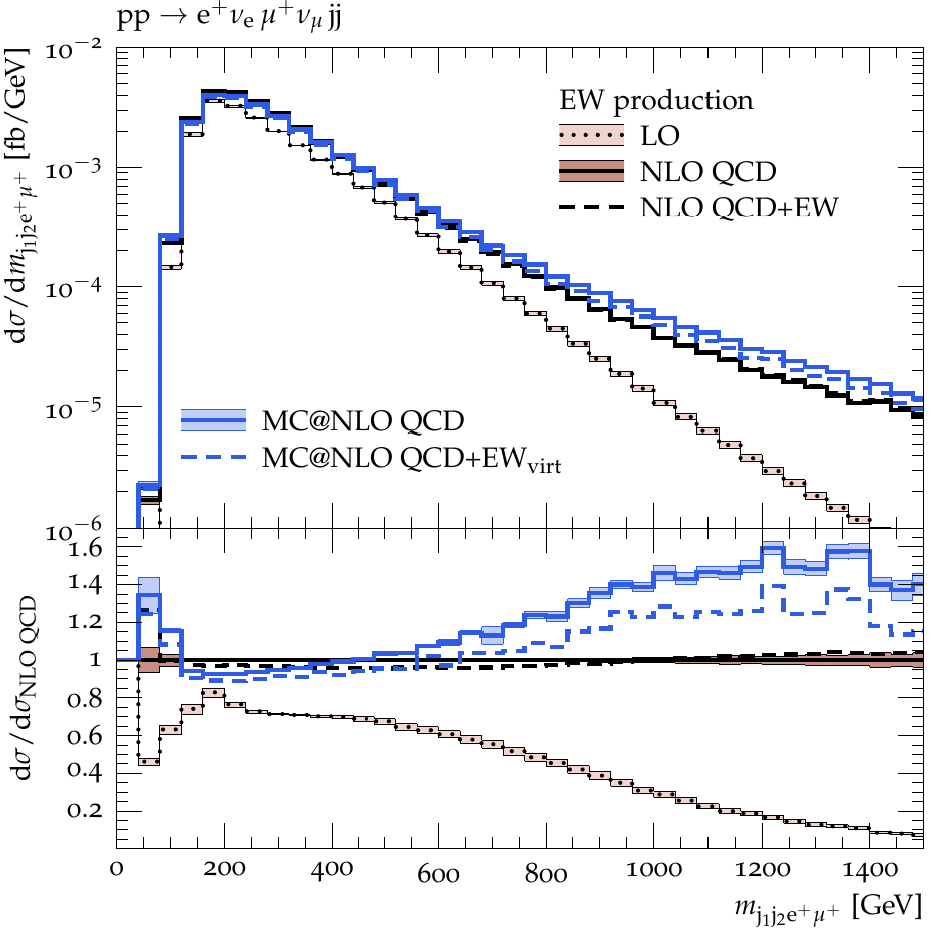 pp → e⁺νₑ μ⁺ν_μ jj
10⁻²
EW production
LO
NLO QCD
NLO QCD+EW
10⁻³
10⁻⁴
10⁻⁵
10⁻⁶
dσ/dm_{j₁j₂e⁺μ⁺} [fb/GeV]
MC@NLO QCD
MC@NLO QCD+EW_virt
1.6
1.4
1.2
1
0.8
0.6
0.4
0.2
dσ/dσ_{NLO QCD}
0 200 400 600 800 1000 1200 1400
m_{j₁j₂e⁺μ⁺} [GeV]